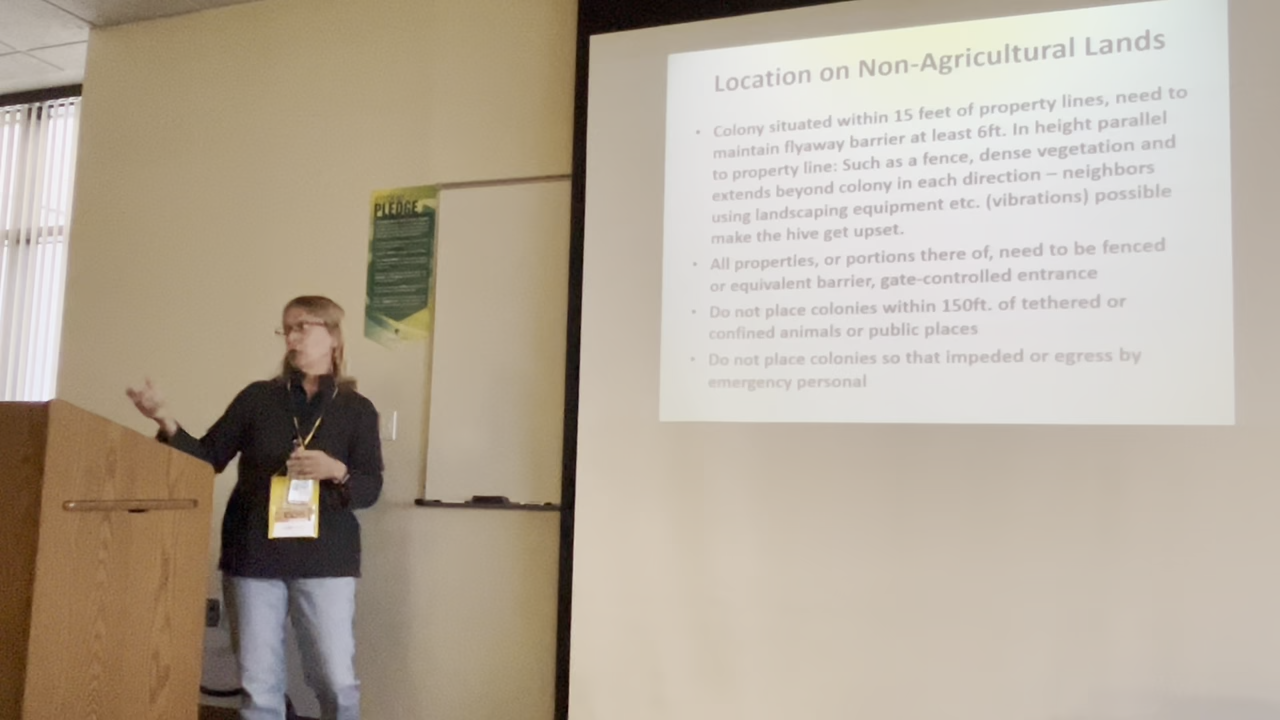 PLEDGE
Location on Non-Agricultural Lands
• Colony situated within 15 feet of property lines, need to
maintain flyaway barrier at least 6ft. In height parallel
to property line: Such as a fence, dense vegetation and
extends beyond colony in each direction – neighbors
using landscaping equipment etc. (vibrations) possible
make the hive get upset.
• All properties, or portions there of, need to be fenced
or equivalent barrier, gate-controlled entrance
• Do not place colonies within 150ft. of tethered or
confined animals or public places
• Do not place colonies so that impeded or egress by
emergency personal